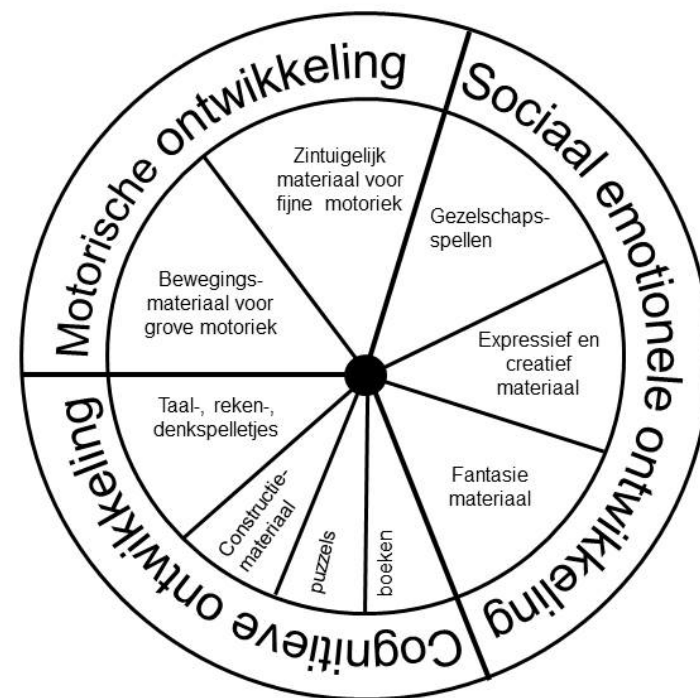 Motorische ontwikkeling
Sociaal emotionele ontwikkeling
Cognitieve ontwikkeling
Zintuigelijk
materiaal voor
fijne motoriek
Gezelschaps-
spellen
Bewegings-
materiaal voor
grove motoriek
Expressief en
creatief
materiaal
Taal-, reken-,
denkspelletjes
Fantasie
materiaal
Constructie-
materiaal
puzzels
boeken